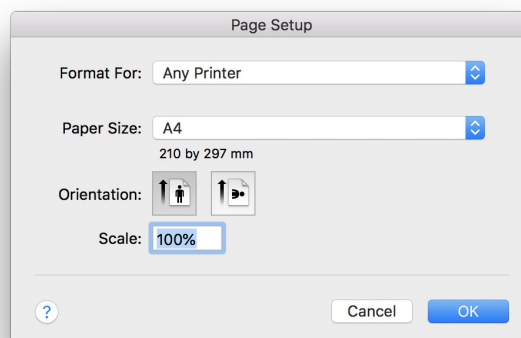 Page Setup
Format For: Any Printer
Paper Size: A4
210 by 297 mm
Orientation:
Scale: 100%
? Cancel OK